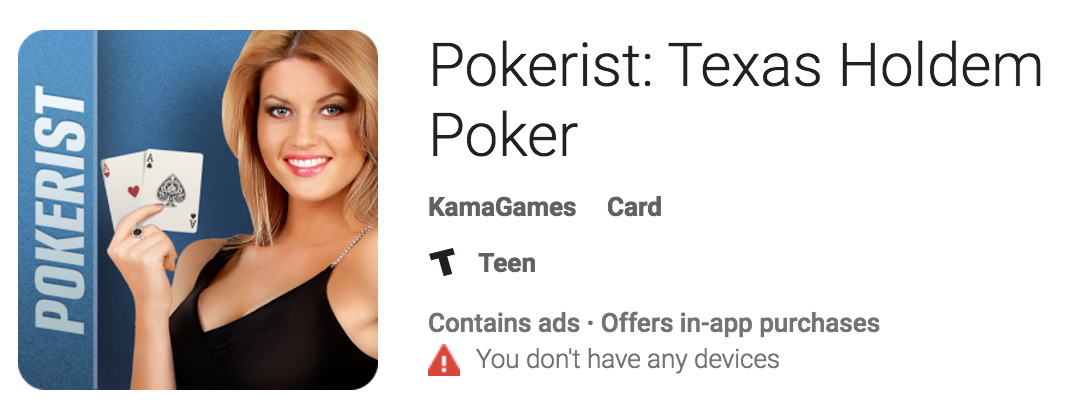 POKERIST
A
A
A
Pokerist: Texas Holdem
Poker
KamaGames Card
T Teen
Contains ads · Offers in-app purchases
You don't have any devices